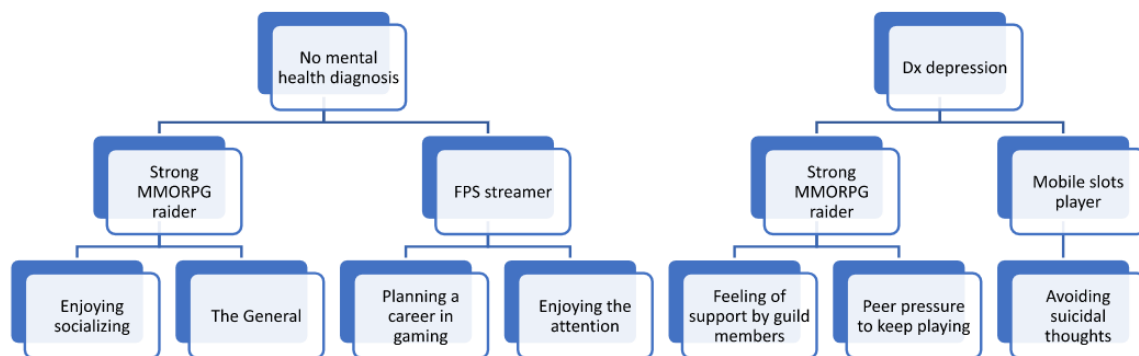 No mental
health diagnosis
Dx depression
Strong
MMORPG
raider
FPS streamer
Strong
MMORPG
raider
Mobile slots
player
Enjoying
socializing
The General
Planning a
career in
gaming
Enjoying the
attention
Feeling of
support by guild
members
Peer pressure
to keep playing
Avoiding
suicidal
thoughts